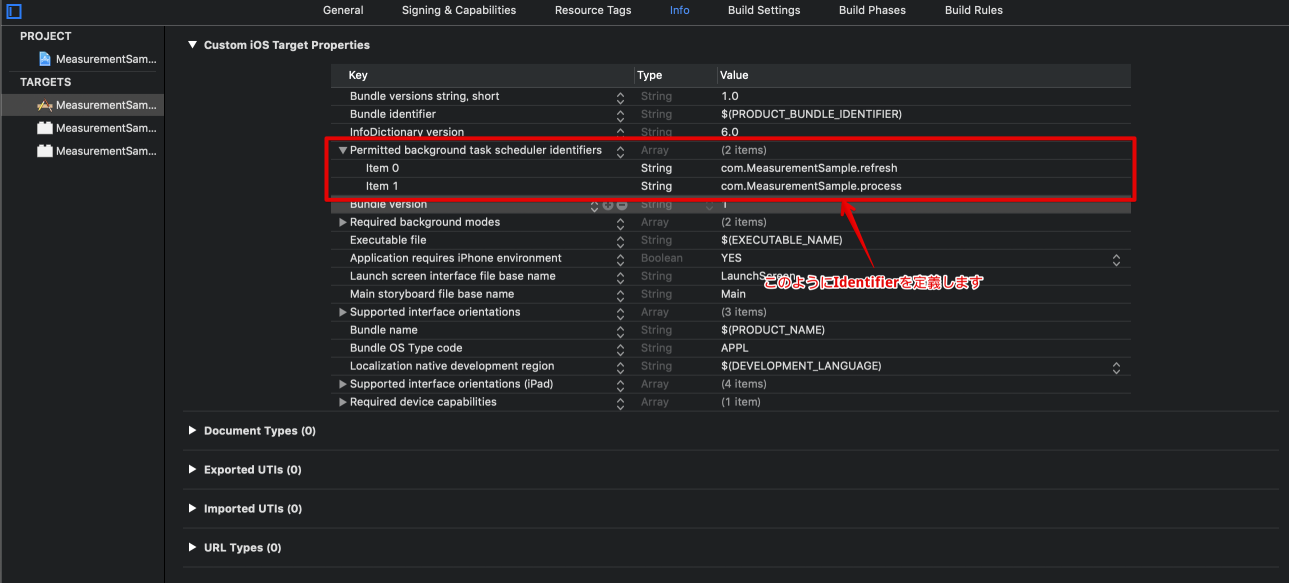 General Signing & Capabilities Resource Tags Info Build Settings Build Phases Build Rules
PROJECT
MeasurementSam...
TARGETS
MeasurementSam...
MeasurementSam...
MeasurementSam...
Custom iOS Target Properties
Key Type Value
Bundle versions string, short String 1.0
Bundle identifier String $(PRODUCT_BUNDLE_IDENTIFIER)
InfoDictionary version String 6.0
Permitted background task scheduler identifiers Array (2 items)
Item 0 String com.MeasurementSample.refresh
Item 1 String com.MeasurementSample.process
Bundle version String 1
Required background modes Array (2 items)
Executable file String $(EXECUTABLE_NAME)
Application requires iPhone environment Boolean YES
Launch screen interface file base name String LaunchScreen
このようにIdentifierを定義します
Main storyboard file base name String Main
Supported interface orientations Array (3 items)
Bundle name String $(PRODUCT_NAME)
Bundle OS Type code String APPL
Localization native development region String $(DEVELOPMENT_LANGUAGE)
Supported interface orientations (iPad) Array (4 items)
Required device capabilities Array (1 item)
Document Types (0)
Exported UTIs (0)
Imported UTIs (0)
URL Types (0)